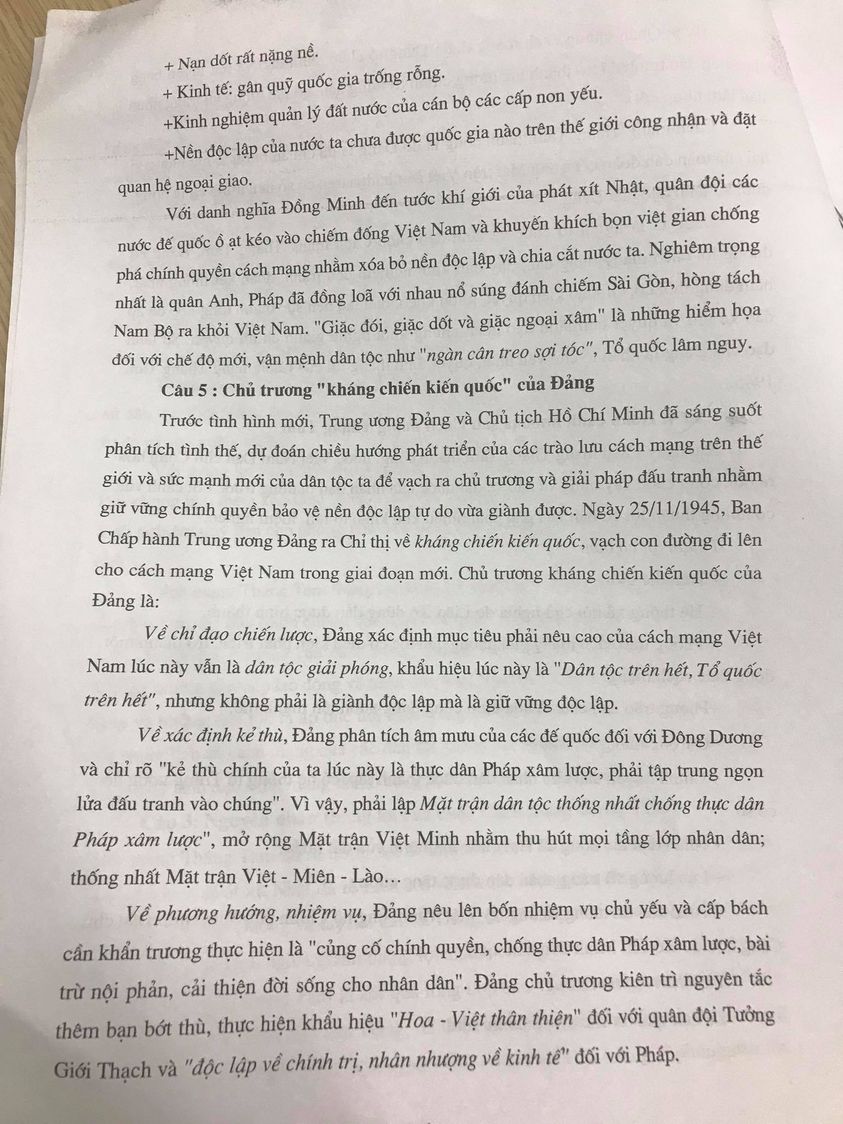 + Nạn dốt rất nặng nề.
+ Kinh tế: gân quỹ quốc gia trống rỗng.
+Kinh nghiệm quản lý đất nước của cán bộ các cấp non yếu.
+Nền độc lập của nước ta chưa được quốc gia nào trên thế giới công nhận và đặt
quan hệ ngoại giao.
Với danh nghĩa Đồng Minh đến tước khí giới của phát xít Nhật, quân đội các
nước đế quốc ồ ạt kéo vào chiếm đống Việt Nam và khuyến khích bọn việt gian chống
phá chính quyền cách mạng nhằm xóa bỏ nền độc lập và chia cắt nước ta. Nghiêm trọng
nhất là quân Anh, Pháp đã đồng loã với nhau nổ súng đánh chiếm Sài Gòn, hòng tách
Nam Bộ ra khỏi Việt Nam. "Giặc đói, giặc dốt và giặc ngoại xâm" là những hiểm họa
đối với chế độ mới, vận mệnh dân tộc như "ngàn cân treo sợi tóc", Tổ quốc lâm nguy.
Câu 5 : Chủ trương "kháng chiến kiến quốc" của Đảng
Trước tình hình mới, Trung ương Đảng và Chủ tịch Hồ Chí Minh đã sáng suốt
phân tích tình thế, dự đoán chiều hướng phát triển của các trào lưu cách mạng trên thế
giới và sức mạnh mới của dân tộc ta để vạch ra chủ trương và giải pháp đấu tranh nhằm
giữ vững chính quyền bảo vệ nền độc lập tự do vừa giành được. Ngày 25/11/1945, Ban
Chấp hành Trung ương Đảng ra Chỉ thị về kháng chiến kiến quốc, vạch con đường đi lên
cho cách mạng Việt Nam trong giai đoạn mới. Chủ trương kháng chiến kiến quốc của
Đảng là:
Về chỉ đạo chiến lược, Đảng xác định mục tiêu phải nêu cao của cách mạng Việt
Nam lúc này vẫn là dân tộc giải phóng, khẩu hiệu lúc này là "Dân tộc trên hết, Tổ quốc
trên hết", nhưng không phải là giành độc lập mà là giữ vững độc lập.
Về xác định kẻ thù, Đảng phân tích âm mưu của các đế quốc đối với Đông Dương
và chỉ rõ "kẻ thù chính của ta lúc này là thực dân Pháp xâm lược, phải tập trung ngọn
lửa đấu tranh vào chúng". Vì vậy, phải lập Mặt trận dân tộc thống nhất chống thực dân
Pháp xâm lược", mở rộng Mặt trận Việt Minh nhằm thu hút mọi tầng lớp nhân dân;
thống nhất Mặt trận Việt - Miên - Lào...
Về phương hướng, nhiệm vụ, Đảng nêu lên bốn nhiệm vụ chủ yếu và cấp bách
cần khẩn trương thực hiện là "củng cố chính quyền, chống thực dân Pháp xâm lược, bài
trừ nội phản, cải thiện đời sống cho nhân dân". Đảng chủ trương kiên trì nguyên tắc
thêm bạn bớt thù, thực hiện khẩu hiệu "Hoa - Việt thân thiện" đối với quân đội Tưởng
Giới Thạch và "độc lập về chính trị, nhân nhượng về kinh tế" đối với Pháp.